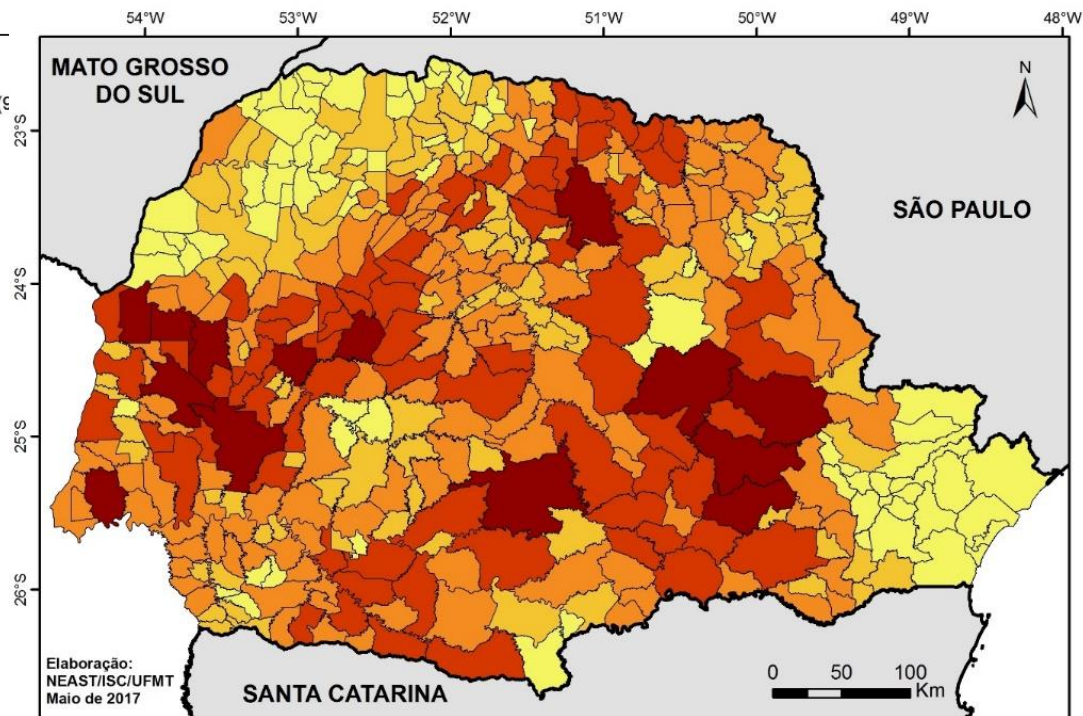 54°W 53°W 52°W 51°W 50°W 49°W 48°W
MATO GROSSO
DO SUL
N
23°S
SÃO PAULO
24°S
25°S
26°S
Elaboração:
NEAST/ISC/UFMT
Maio de 2017
SANTA CATARINA
0 50 100
Km